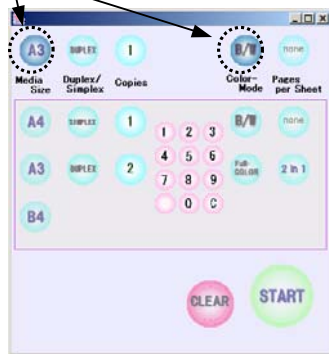 A3 DUPLEX 1 B/W none
Media Size Duplex/ Simplex Copies Color- Mode Pages per Sheet
A4 SIMPLEX 1 B/W none
1 2 3
A3 DUPLEX 2 Full- COLOR 2 in 1
4 5 6
7 8 9
B4
0 C
CLEAR START